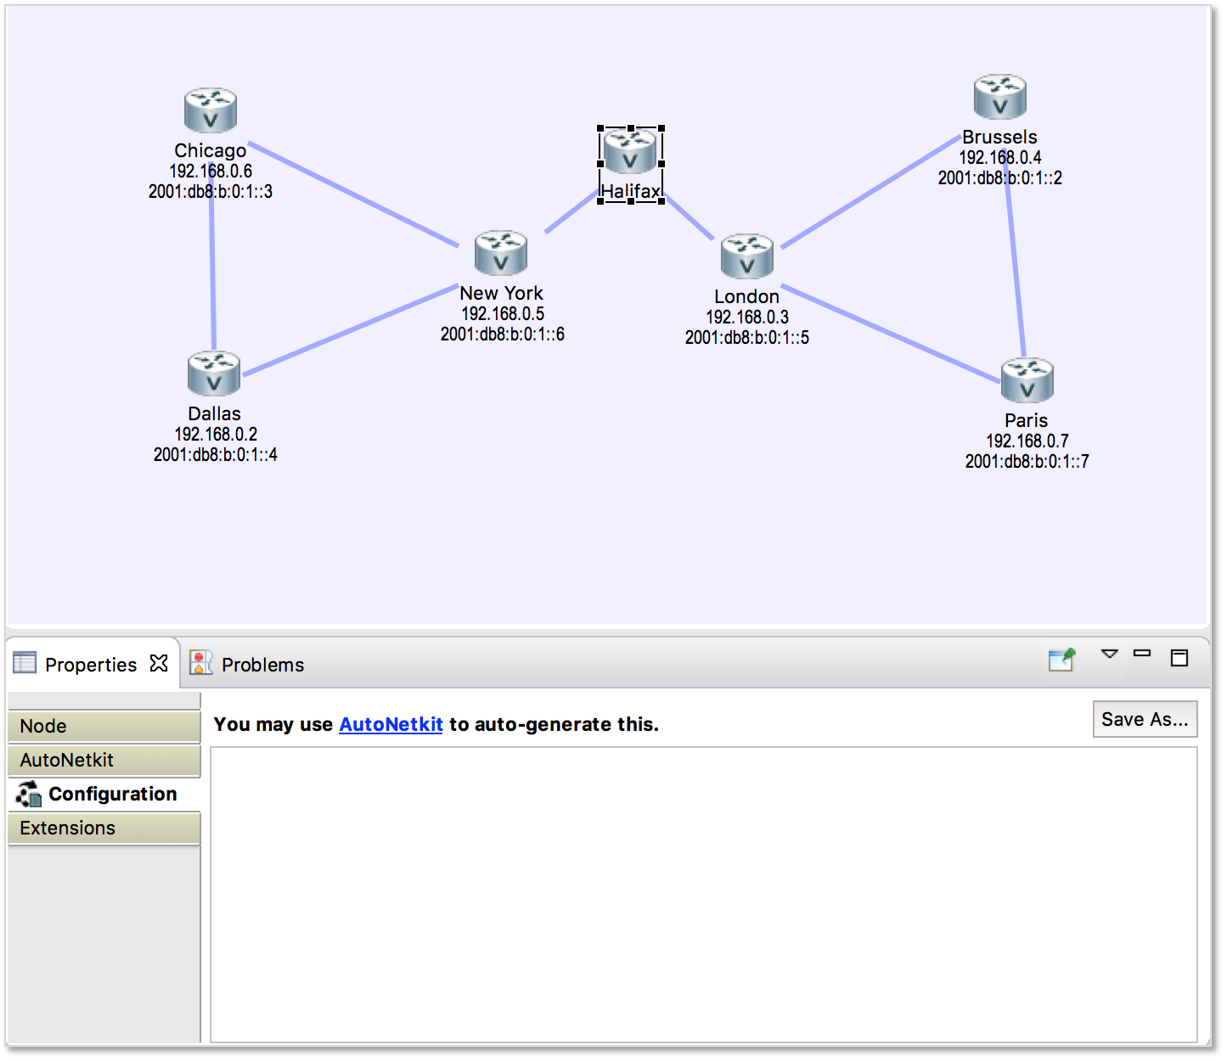 Chicago
192.168.0.6
2001:db8:b:0:1::3
Halifax
Brussels
192.168.0.4
2001:db8:b:0:1::2
New York
192.168.0.5
2001:db8:b:0:1::6
London
192.168.0.3
2001:db8:b:0:1::5
Dallas
192.168.0.2
2001:db8:b:0:1::4
Paris
192.168.0.7
2001:db8:b:0:1::7
Properties
Problems
Node
AutoNetkit
Configuration
Extensions
You may use AutoNetkit to auto-generate this.
Save As...